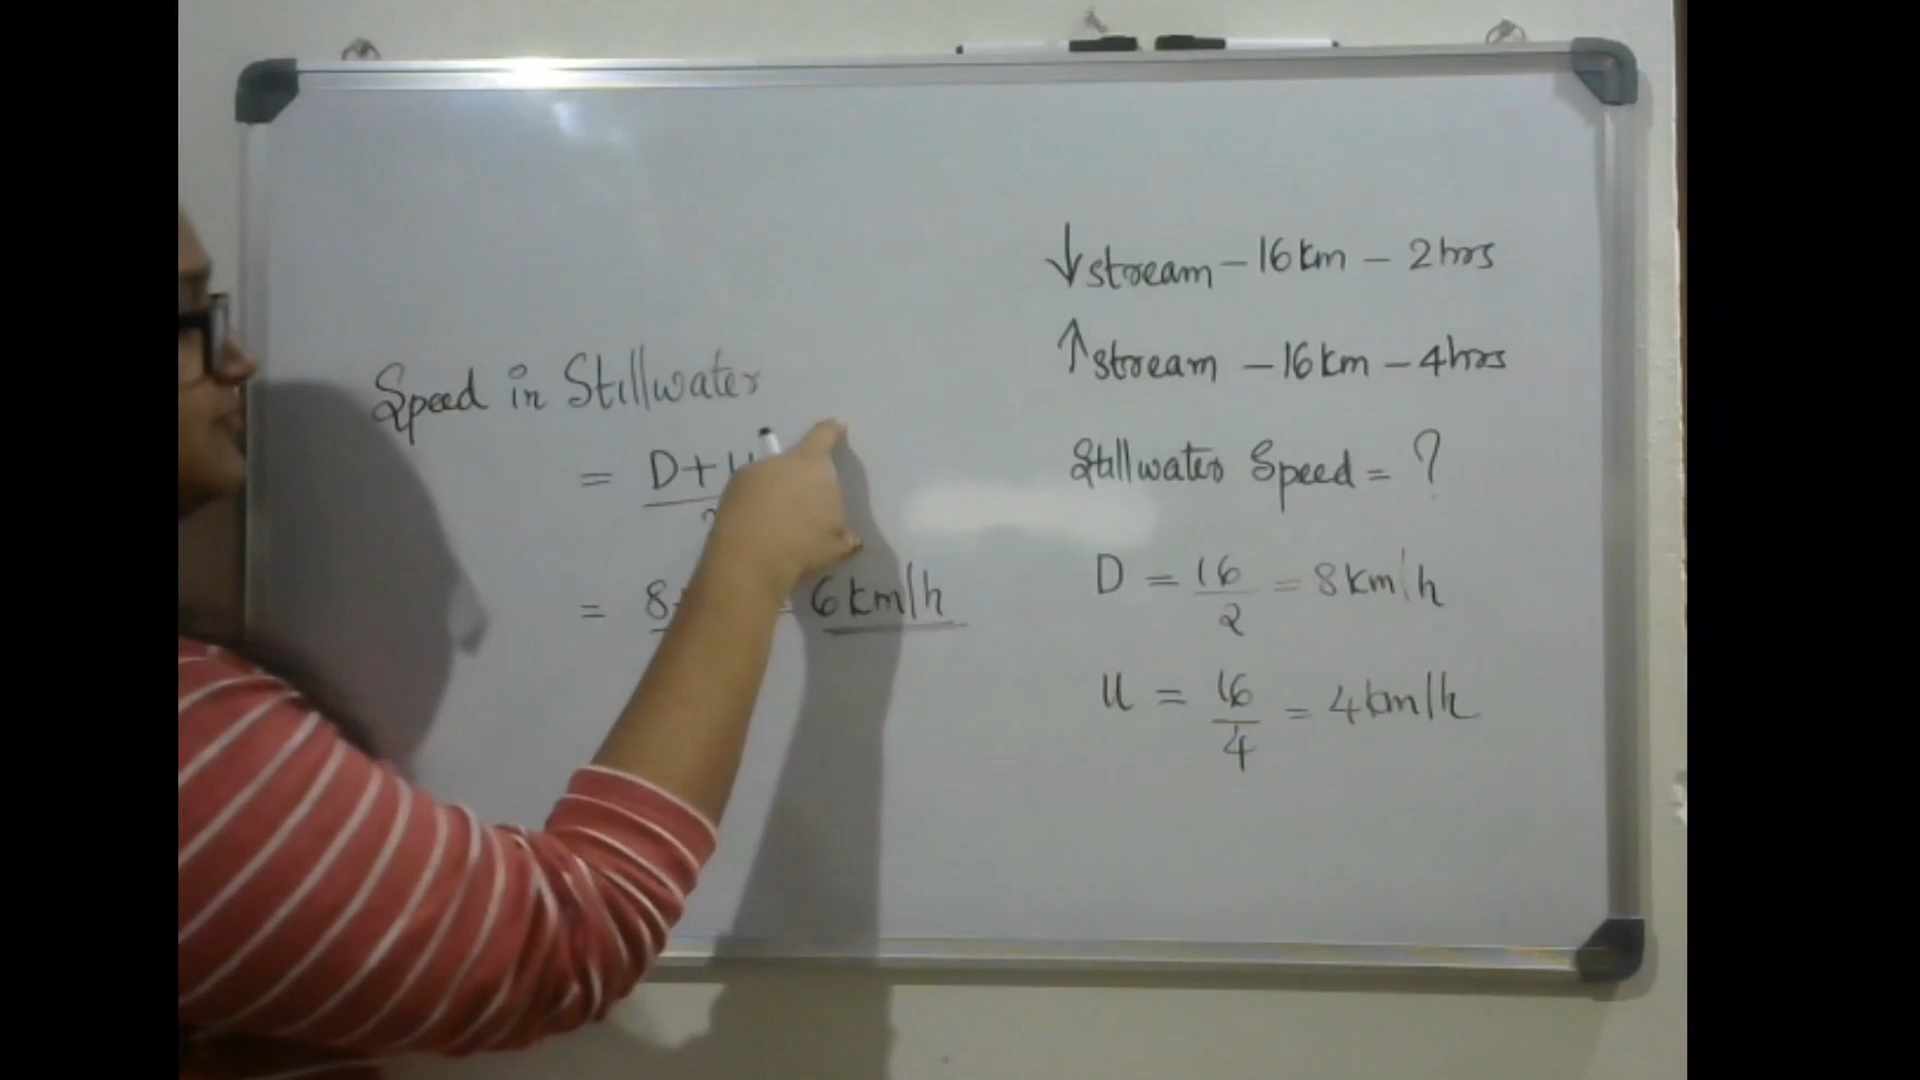 Speed in Stillwater
= D+U
= 8 = 6 km/h
↓stream - 16 km - 2 hrs
↑stream - 16 km - 4 hrs
Stillwater Speed = ?
D = 16/2 = 8 km/h
U = 16/4 = 4 km/h